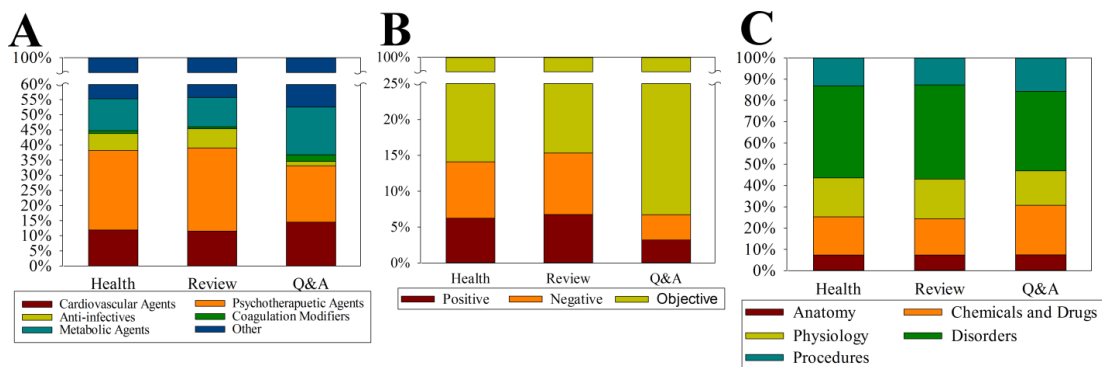 A
100%
60%
55%
50%
45%
40%
35%
30%
25%
20%
15%
10%
5%
0%
Health Review Q&A
Cardiovascular Agents Psychotherapuetic Agents
Anti-infectives Coagulation Modifiers
Metabolic Agents Other
B
100%
25%
20%
15%
10%
5%
0%
Health Review Q&A
Positive Negative Objective
C
100%
90%
80%
70%
60%
50%
40%
30%
20%
10%
0%
Health Review Q&A
Anatomy Chemicals and Drugs
Physiology Disorders
Procedures